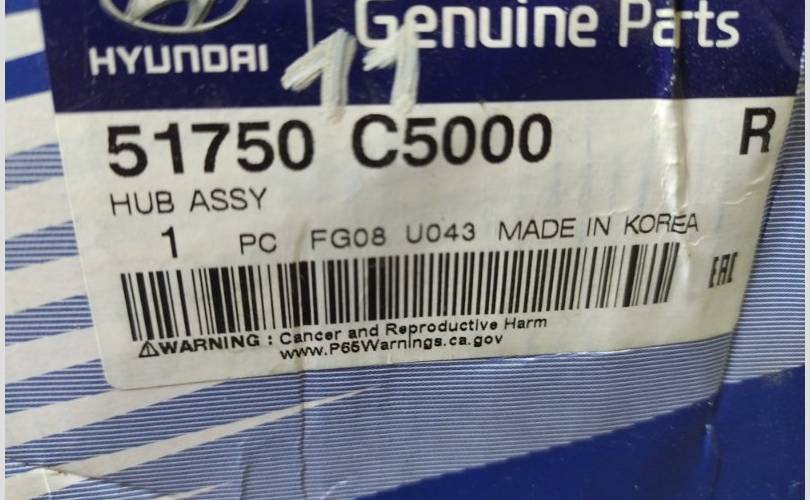 HYUNDAI
Genuine Parts
11
51750 C5000 R
HUB ASSY
1 PC FG08 U043 MADE IN KOREA
EAC
⚠WARNING : Cancer and Reproductive Harm
www.P65Warnings.ca.gov